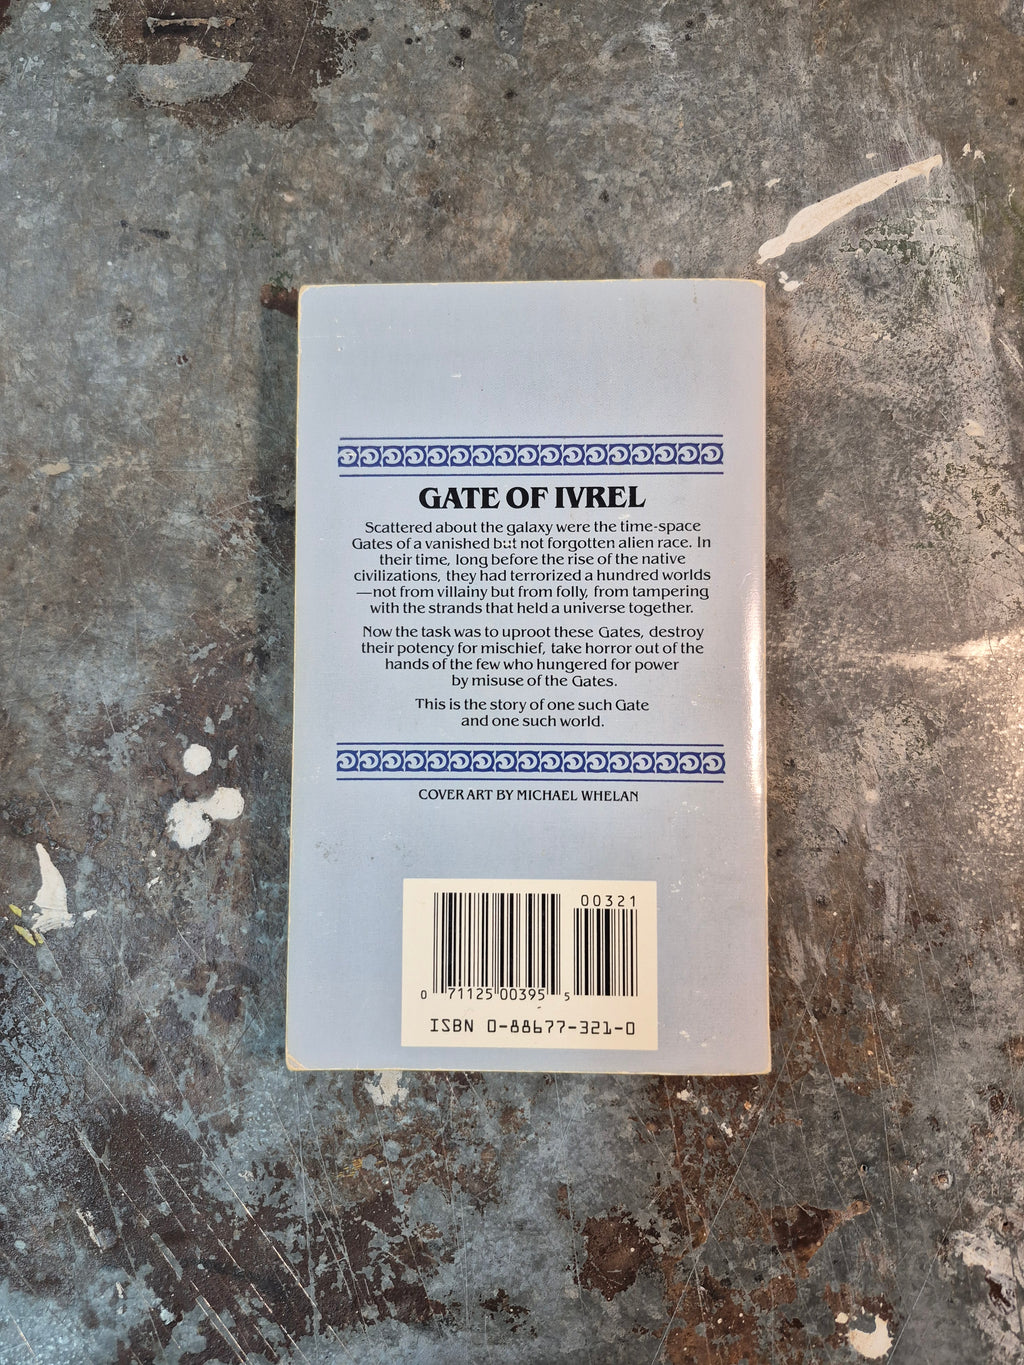 GATE OF IVREL
Scattered about the galaxy were the time-space
Gates of a vanished but not forgotten alien race. In
their time, long before the rise of the native
civilizations, they had terrorized a hundred worlds
—not from villainy but from folly, from tampering
with the strands that held a universe together.
Now the task was to uproot these Gates, destroy
their potency for mischief, take horror out of the
hands of the few who hungered for power
by misuse of the Gates.
This is the story of one such Gate
and one such world.
COVER ART BY MICHAEL WHELAN
00321
0 71125 00395 5
ISBN 0-88677-321-0